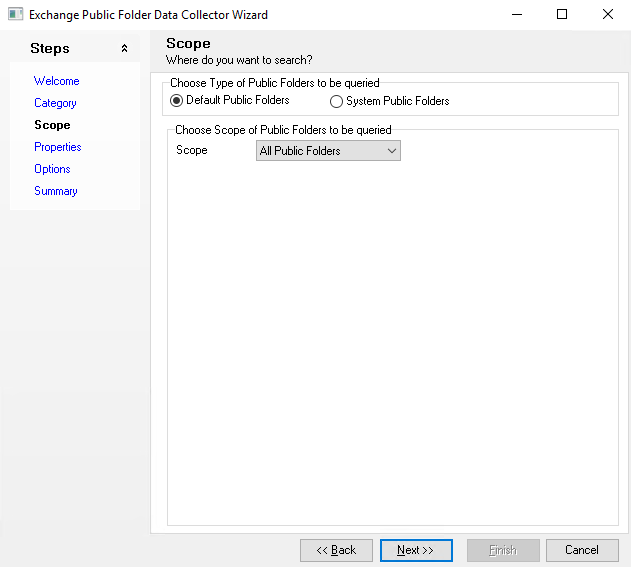 Exchange Public Folder Data Collector Wizard
Steps
Welcome
Category
Scope
Properties
Options
Summary
Scope
Where do you want to search?
Choose Type of Public Folders to be queried
Default Public Folders
System Public Folders
Choose Scope of Public Folders to be queried
Scope
All Public Folders
<< Back
Next >>
Finish
Cancel